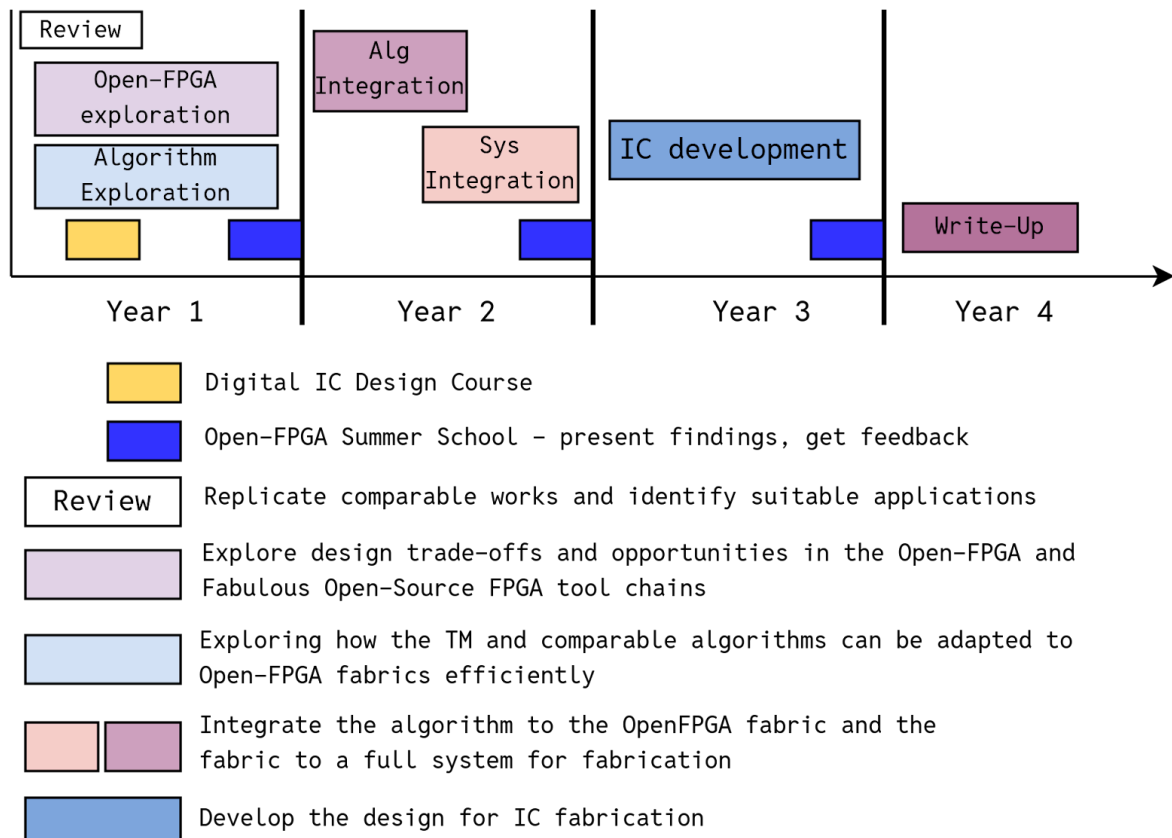 Review
Open-FPGA
exploration
Algorithm
Exploration
Alg
Integration
Sys
Integration
IC development
Write-Up
Year 1
Year 2
Year 3
Year 4
Digital IC Design Course
Open-FPGA Summer School - present findings, get feedback
Review
Replicate comparable works and identify suitable applications
Explore design trade-offs and opportunities in the Open-FPGA and
Fabulous Open-Source FPGA tool chains
Exploring how the TM and comparable algorithms can be adapted to
Open-FPGA fabrics efficiently
Integrate the algorithm to the OpenFPGA fabric and the
fabric to a full system for fabrication
Develop the design for IC fabrication